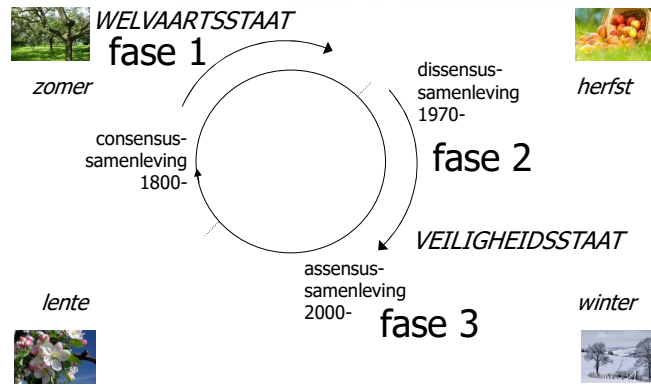 WELVAARTSSTAAT
fase 1
zomer
dissensus-
samenleving
1970-
herfst
consensus-
samenleving
1800-
fase 2
VEILIGHEIDSSTAAT
assensus-
samenleving
2000-
fase 3
lente
winter